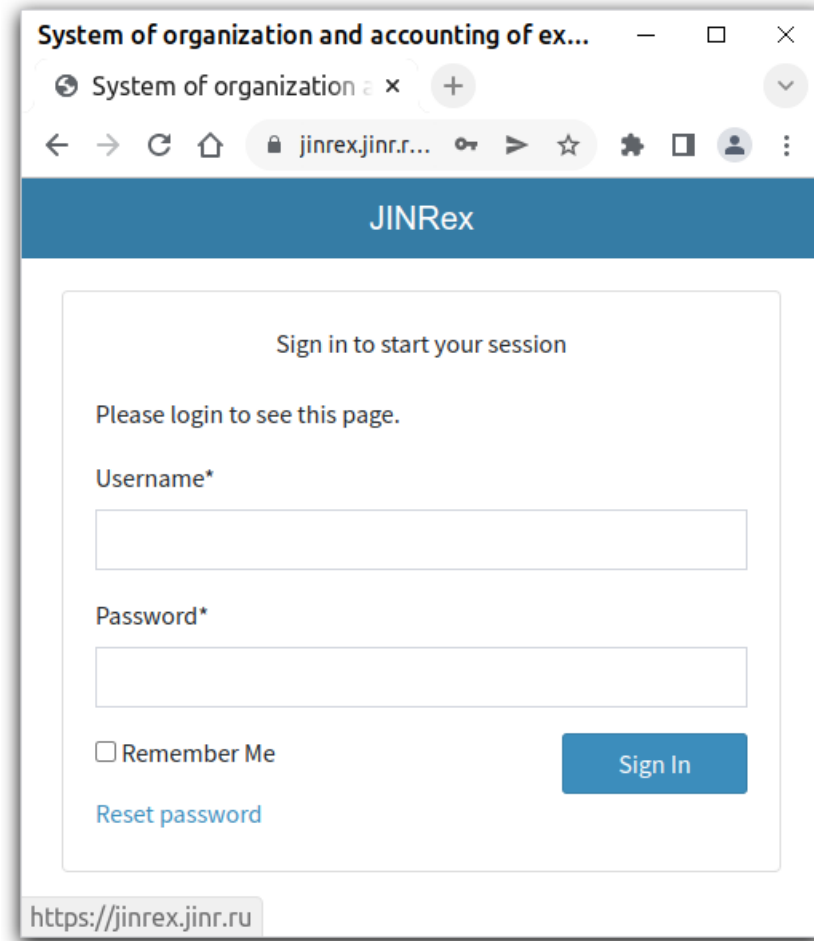 System of organization and accounting of ex...
System of organization a
jinrex.jinr.r...
JINRex
Sign in to start your session
Please login to see this page.
Username*
Password*
Remember Me
Sign In
Reset password
https://jinrex.jinr.ru